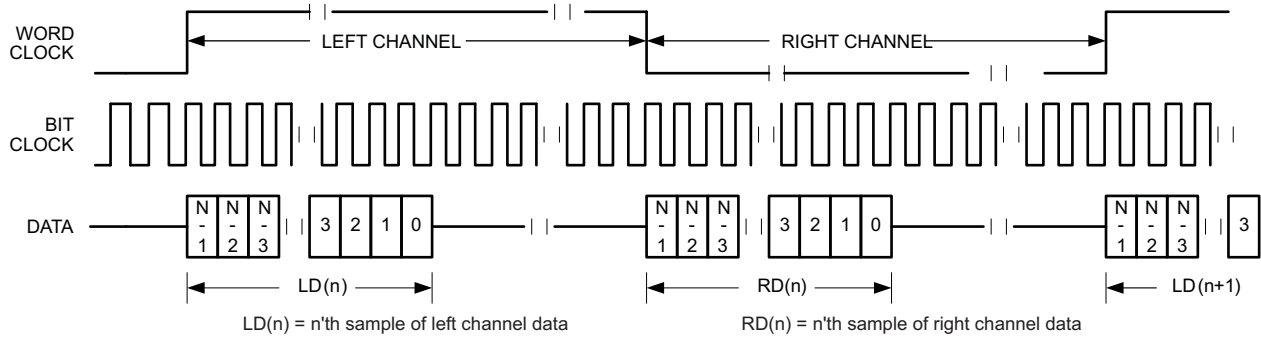 WORD
CLOCK
LEFT CHANNEL
RIGHT CHANNEL
BIT
CLOCK
DATA
N-1 N-2 N-3 3 2 1 0 N-1 N-2 N-3 3 2 1 0 N-1 N-2 N-3 3
LD(n) RD(n) LD(n+1)
LD(n) = n'th sample of left channel data
RD(n) = n'th sample of right channel data